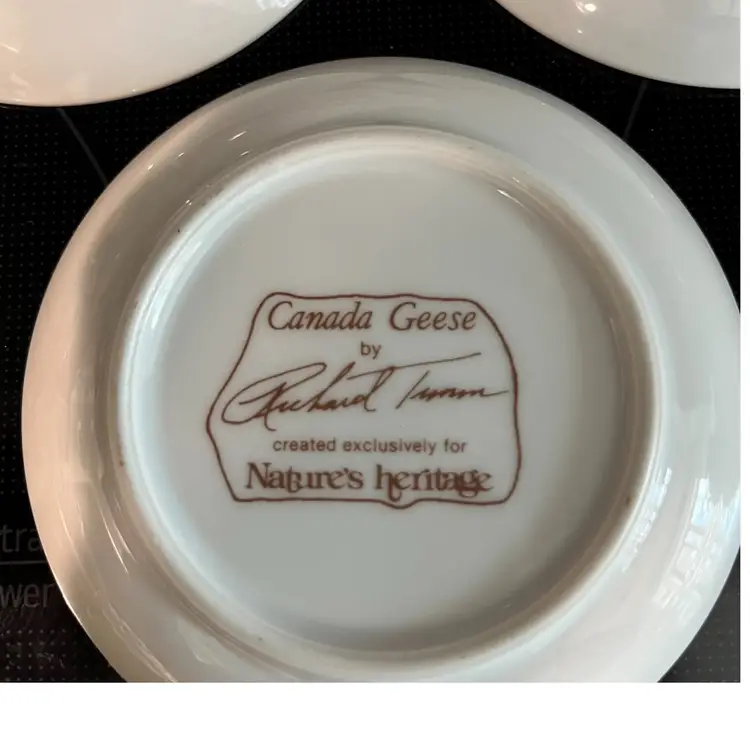 Canada Geese
by
Richard Timm
created exclusively for
Nature's heritage